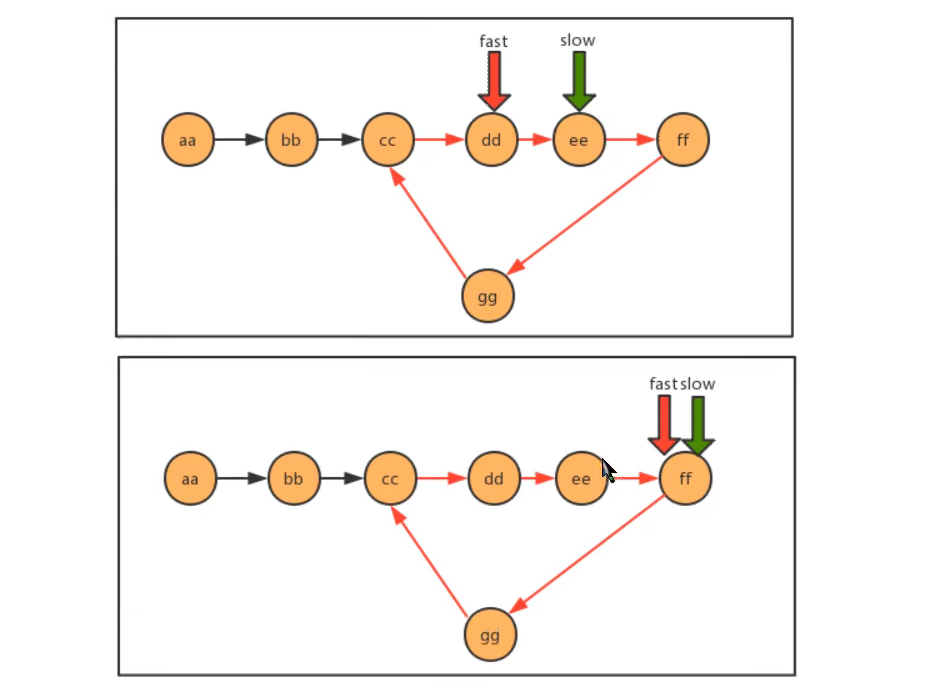 fast slow
aa bb cc dd ee ff
gg
fast slow
aa bb cc dd ee ff
gg